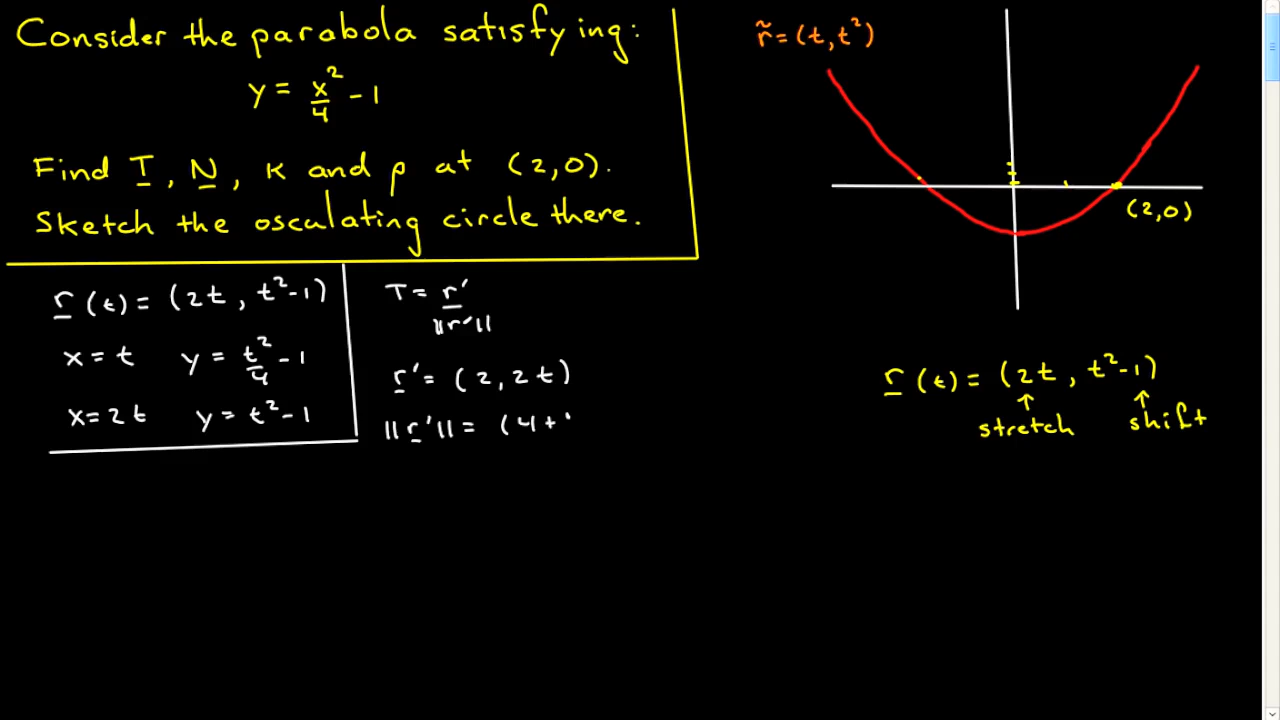 Consider the parabola satisfying:
y = x²/4 - 1
Find T, N, κ and ρ at (2,0).
Sketch the osculating circle there.
r̃ = (t, t²)
(2,0)
r(t) = (2t, t²-1)
x = t y = t²/4 - 1
x = 2t y = t² - 1
T = r'
||r'||
r' = (2, 2t)
||r'|| = (4+
r(t) = (2t, t²-1)
↑ ↑
stretch shift